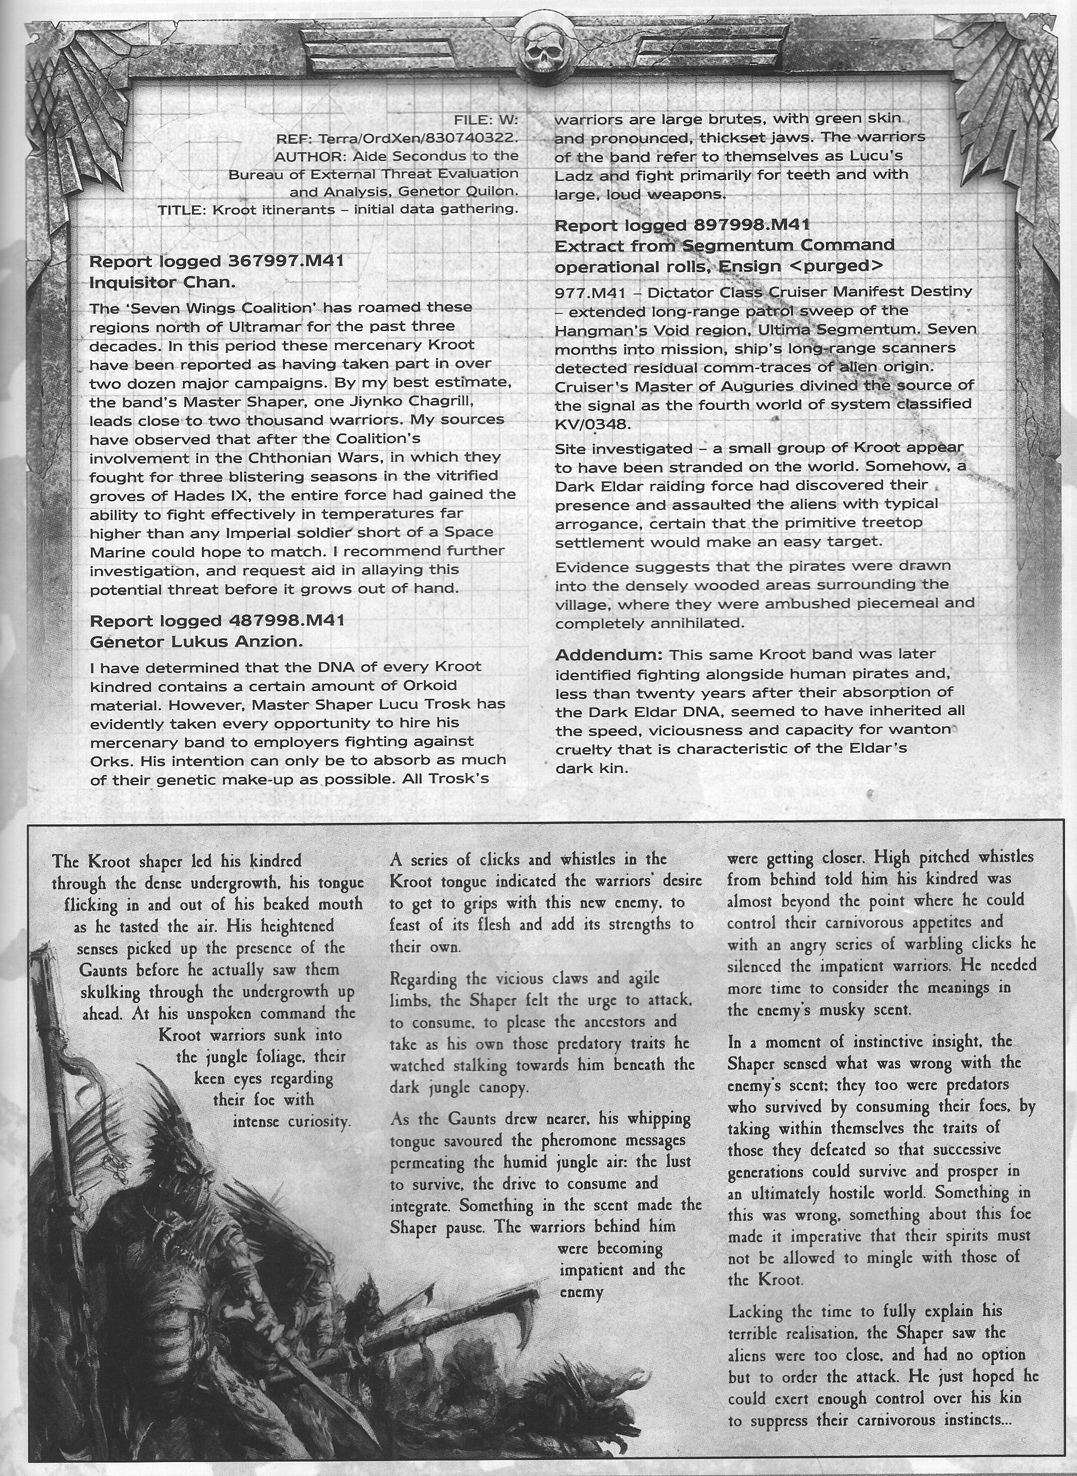 FILE: W:
REF: Terra/OrdXen/830740322.
AUTHOR: Aide Secondus to the
Bureau of External Threat Evaluation
and Analysis, Genetor Quilon.
TITLE: Kroot itinerants – initial data gathering.
Report logged 367997.M41
Inquisitor Chan.
The ‘Seven Wings Coalition’ has roamed these
regions north of Ultramar for the past three
decades. In this period these mercenary Kroot
have been reported as having taken part in over
two dozen major campaigns. By my best estimate,
the band’s Master Shaper, one Jiynko Chagrill,
leads close to two thousand warriors. My sources
have observed that after the Coalition’s
involvement in the Chthonian Wars, in which they
fought for three blistering seasons in the vitrified
groves of Hades IX, the entire force had gained the
ability to fight effectively in temperatures far
higher than any Imperial soldier short of a Space
Marine could hope to match. I recommend further
investigation, and request aid in allaying this
potential threat before it grows out of hand.
Report logged 487998.M41
Genetor Lukus Anzion.
I have determined that the DNA of every Kroot
kindred contains a certain amount of Orkoid
material. However, Master Shaper Lucu Trosk has
evidently taken every opportunity to hire his
mercenary band to employers fighting against
Orks. His intention can only be to absorb as much
of their genetic make-up as possible. All Trosk’s
warriors are large brutes, with green skin
and pronounced, thickset jaws. The warriors
of the band refer to themselves as Lucu’s
Ladz and fight primarily for teeth and with
large, loud weapons.
Report logged 897998.M41
Extract from Segmentum Command
operational rolls, Ensign <purged>
977.M41 – Dictator Class Cruiser Manifest Destiny
– extended long-range patrol sweep of the
Hangman’s Void region, Ultima Segmentum. Seven
months into mission, ship’s long-range scanners
detected residual comm-traces of alien origin.
Cruiser’s Master of Auguries divined the source of
the signal as the fourth world of system classified
KV/0348.
Site investigated – a small group of Kroot appear
to have been stranded on the world. Somehow, a
Dark Eldar raiding force had discovered their
presence and assaulted the aliens with typical
arrogance, certain that the primitive treetop
settlement would make an easy target.
Evidence suggests that the pirates were drawn
into the densely wooded areas surrounding the
village, where they were ambushed piecemeal and
completely annihilated.
Addendum: This same Kroot band was later
identified fighting alongside human pirates and,
less than twenty years after their absorption of
the Dark Eldar DNA, seemed to have inherited all
the speed, viciousness and capacity for wanton
cruelty that is characteristic of the Eldar’s
dark kin.
The Kroot shaper led his kindred
through the dense undergrowth, his tongue
flicking in and out of his beaked mouth
as he tasted the air. His heightened
senses picked up the presence of the
Gaunts before he actually saw them
skulking through the undergrowth up
ahead. At his unspoken command the
Kroot warriors sunk into
the jungle foliage, their
keen eyes regarding
their foe with
intense curiosity.
A series of clicks and whistles in the
Kroot tongue indicated the warriors’ desire
to get to grips with this new enemy, to
feast of its flesh and add its strengths to
their own.
Regarding the vicious claws and agile
limbs, the Shaper felt the urge to attack,
to consume, to please the ancestors and
take as his own those predatory traits he
watched stalking towards him beneath the
dark jungle canopy.
As the Gaunts drew nearer, his whipping
tongue savoured the pheromone messages
permeating the humid jungle air: the lust
to survive, the drive to consume and
integrate. Something in the scent made the
Shaper pause. The warriors behind him
were becoming
impatient and the
enemy
were getting closer. High pitched whistles
from behind told him his kindred was
almost beyond the point where he could
control their carnivorous appetites and
with an angry series of warbling clicks he
silenced the impatient warriors. He needed
more time to consider the meanings in
the enemy’s musky scent.
In a moment of instinctive insight, the
Shaper sensed what was wrong with the
enemy’s scent; they too were predators
who survived by consuming their foes, by
taking within themselves the traits of
those they defeated so that successive
generations could survive and prosper in
an ultimately hostile world. Something in
this was wrong, something about this foe
made it imperative that their spirits must
not be allowed to mingle with those of
the Kroot.
Lacking the time to fully explain his
terrible realisation, the Shaper saw the
aliens were too close, and had no option
but to order the attack. He just hoped he
could exert enough control over his kin
to suppress their carnivorous instincts...